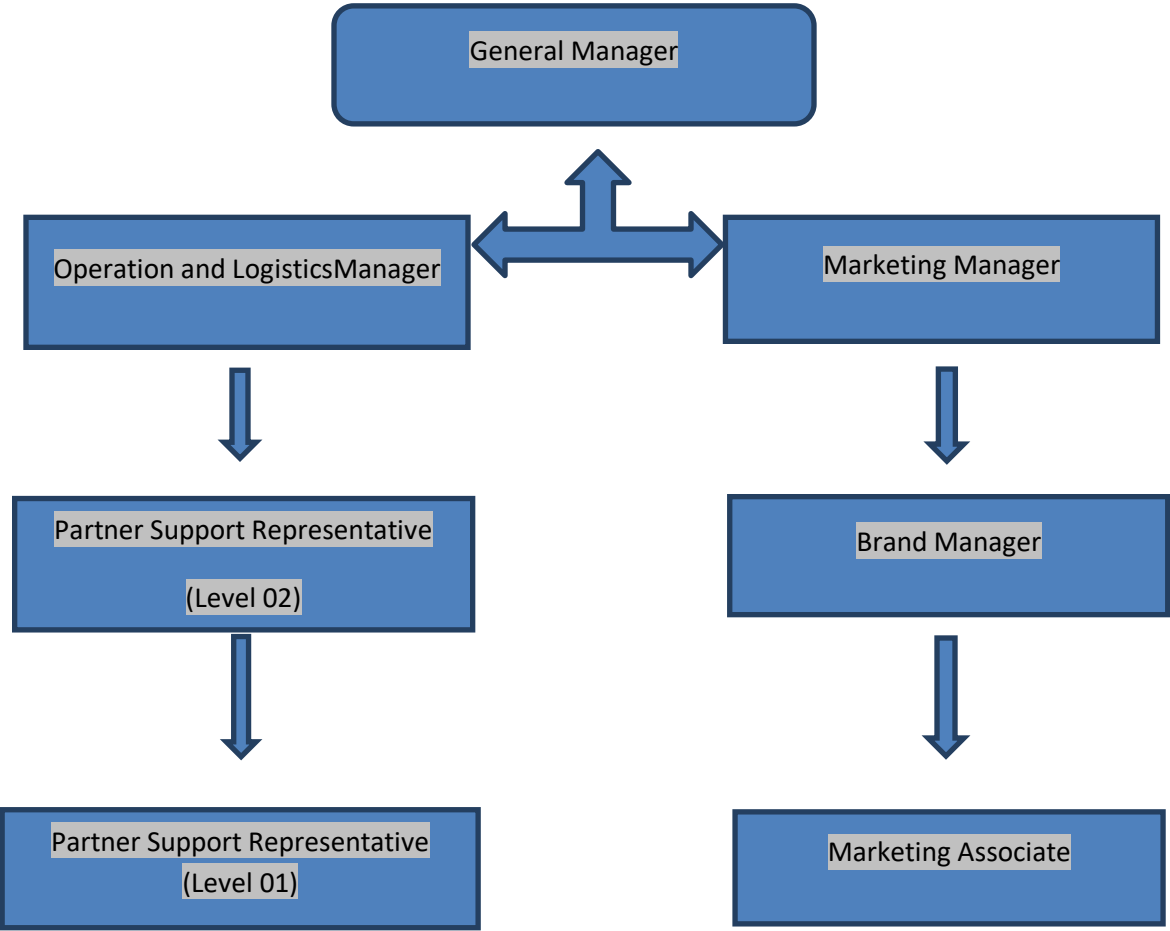 General Manager
Operation and LogisticsManager
Marketing Manager
Partner Support Representative
(Level 02)
Brand Manager
Partner Support Representative
(Level 01)
Marketing Associate